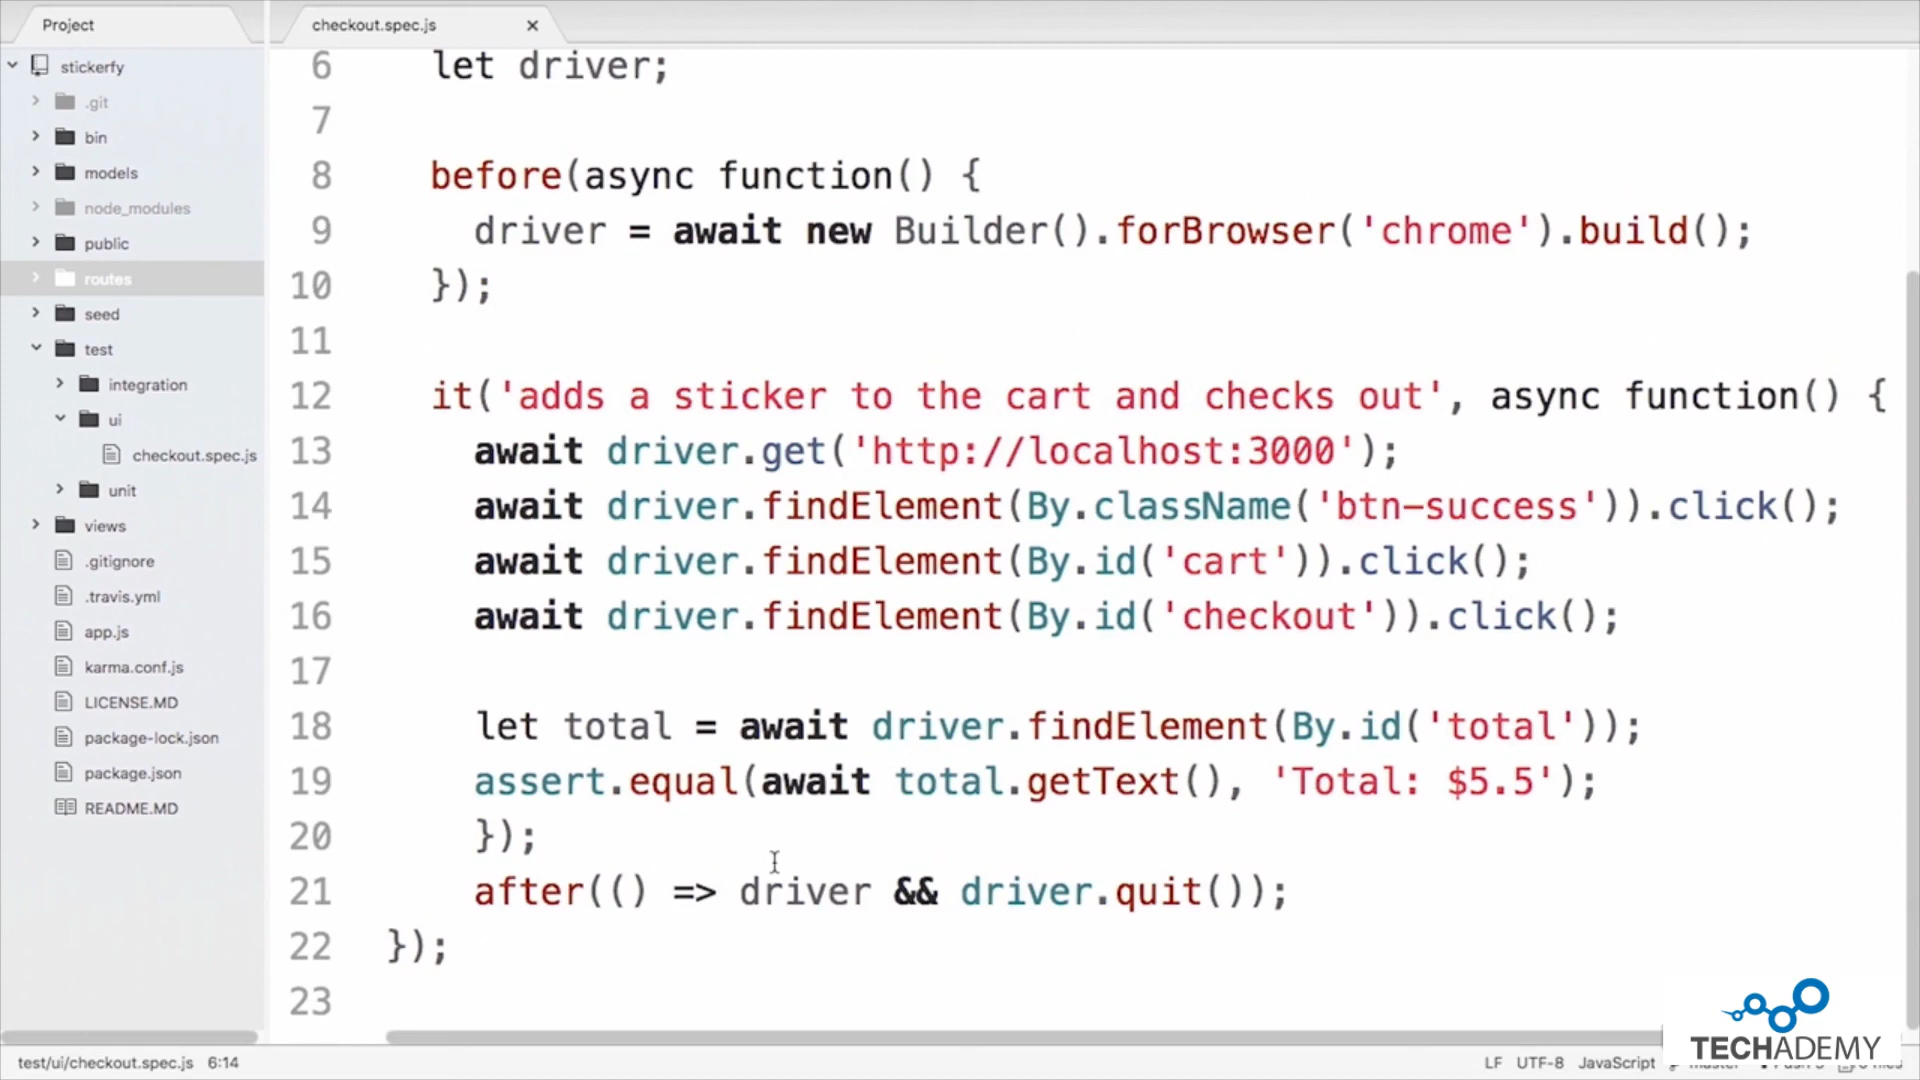 Project
stickerfy
.git
bin
models
node_modules
public
routes
seed
test
integration
ui
checkout.spec.js
unit
views
.gitignore
.travis.yml
app.js
karma.conf.js
LICENSE.MD
package-lock.json
package.json
README.MD
checkout.spec.js
6 let driver;
7
8 before(async function() {
9 driver = await new Builder().forBrowser('chrome').build();
10 });
11
12 it('adds a sticker to the cart and checks out', async function() {
13 await driver.get('http://localhost:3000');
14 await driver.findElement(By.className('btn-success')).click();
15 await driver.findElement(By.id('cart')).click();
16 await driver.findElement(By.id('checkout')).click();
17
18 let total = await driver.findElement(By.id('total'));
19 assert.equal(await total.getText(), 'Total: $5.5');
20 });
21 after(() => driver && driver.quit());
22 });
23
test/ui/checkout.spec.js 6:14
LF UTF-8 JavaScript
TECHADEMY